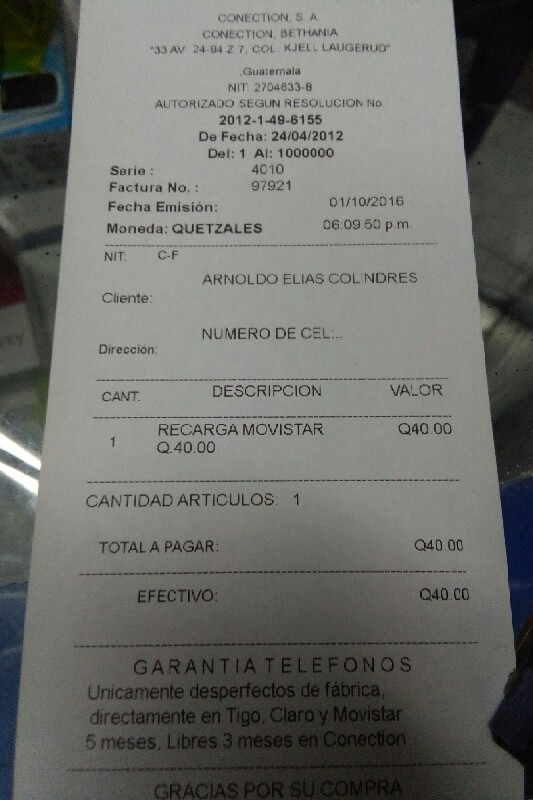 CONECTION, S. A.
CONECTION, BETHANIA
"33 AV 24-94 Z 7, COL. KJELL LAUGERUD"
,Guatemala
NIT: 2704633-8
AUTORIZADO SEGUN RESOLUCION No.
2012-1-49-6155
De Fecha: 24/04/2012
Del: 1 Al: 1000000
Serie : 4010
Factura No. : 97921
Fecha Emisión: 01/10/2016
Moneda: QUETZALES 06:09:50 p.m.
NIT: C-F
ARNOLDO ELIAS COLINDRES
Cliente:
NUMERO DE CEL:..
Dirección:
CANT. DESCRIPCION VALOR
1 RECARGA MOVISTAR Q40.00
Q.40.00
CANTIDAD ARTICULOS: 1
TOTAL A PAGAR: Q40.00
EFECTIVO: Q40.00
GARANTIA TELEFONOS
Unicamente desperfectos de fábrica,
directamente en Tigo, Claro y Movistar
5 meses, Libres 3 meses en Conection
GRACIAS POR SU COMPRA